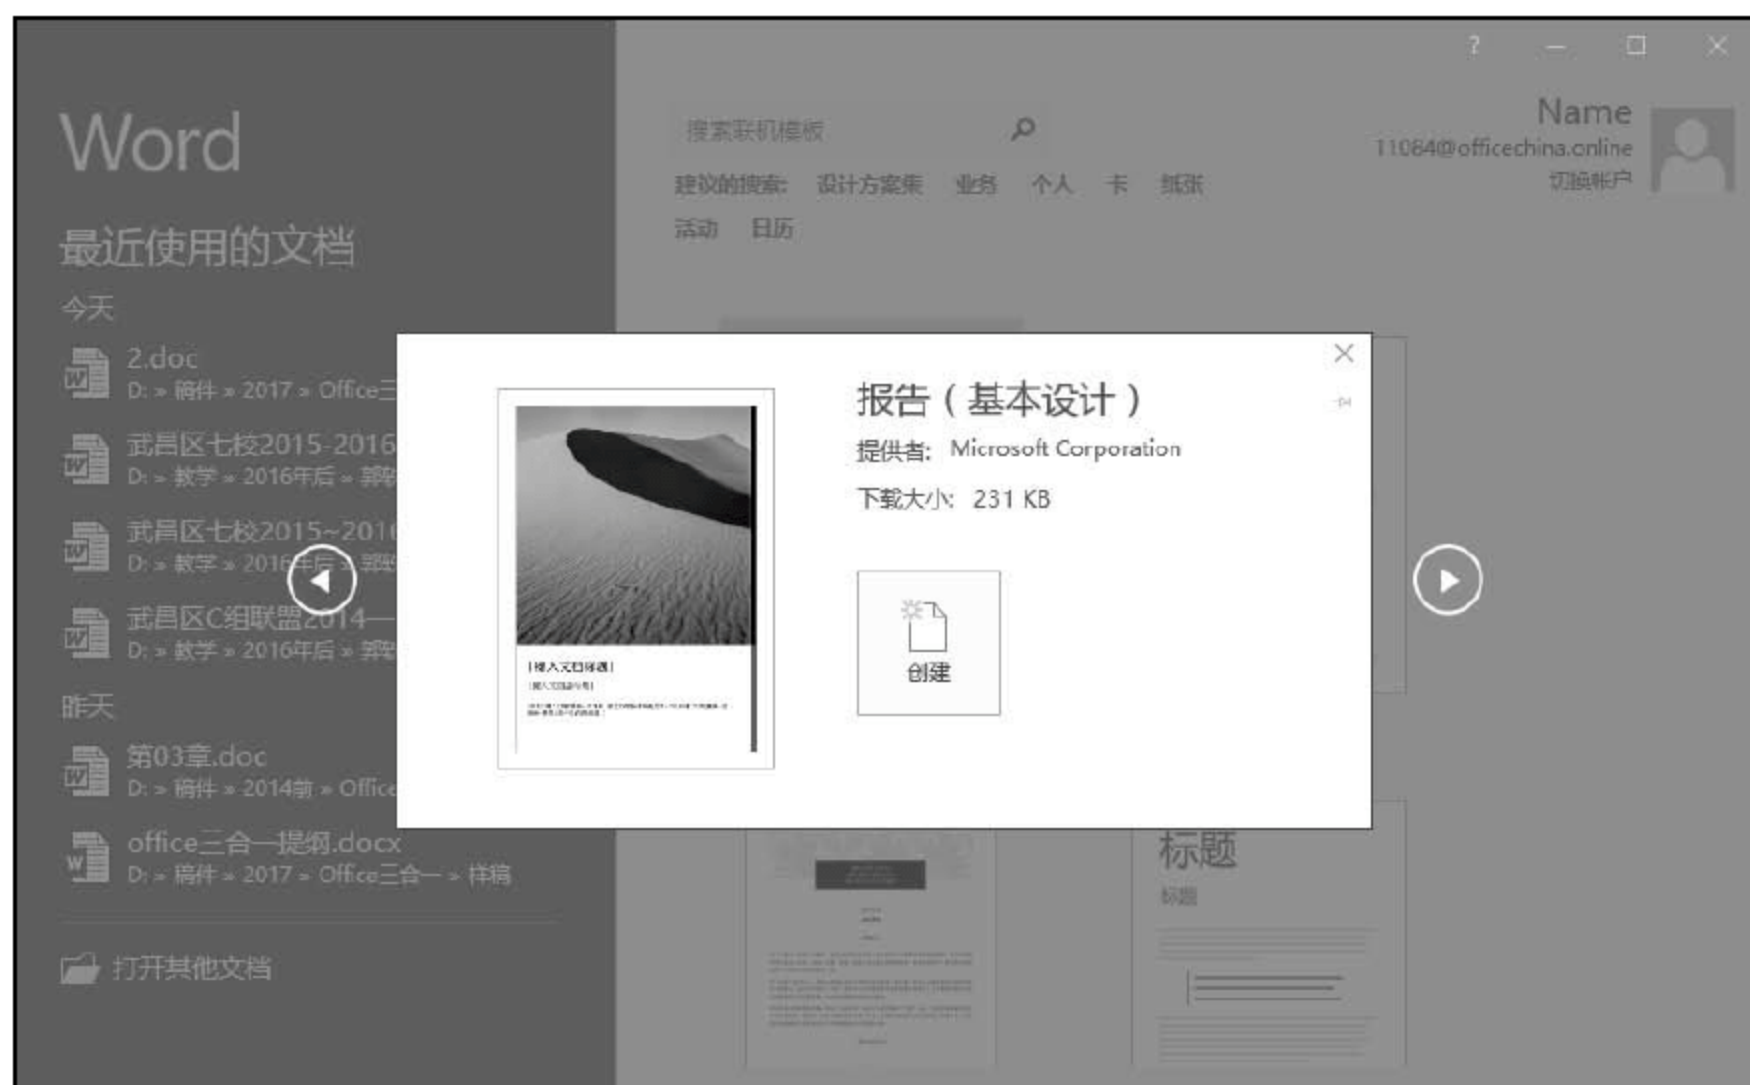 Word
最近使用的文档
今天
2.doc
D: » 稿件 » 2017 » Office三
武昌区七校2015-2016
D: » 教学 » 2016年后 »
武昌区七校2015~2016
D: » 教学 » 2016年后
武昌区C组联盟2014—
D: » 教学 » 2016年后 »
昨天
第03章.doc
D: » 稿件 » 2014前 » Office
office三合一提纲.docx
D: » 稿件 » 2017 » Office三合一 » 样稿
打开其他文档
?
搜索联机模板
建议的搜索: 设计方案集 业务 个人 卡 纸张
活动 日历
Name
11084@officechina.online
切换帐户
报告（基本设计）
提供者: Microsoft Corporation
下载大小: 231 KB
创建
[键入文档标题]
标题
标题